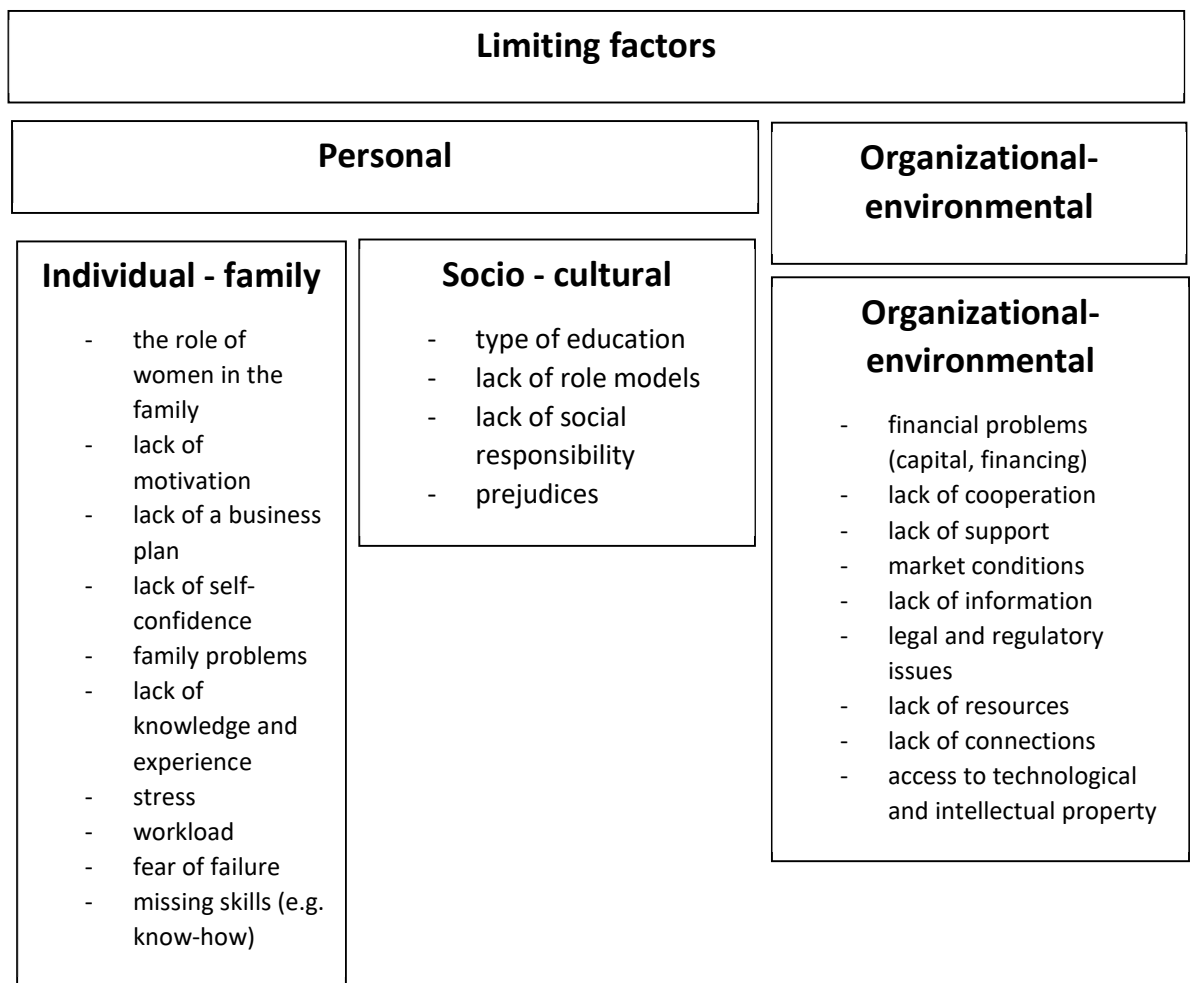 Limiting factors
Personal
Organizational-
environmental
Individual - family
- the role of
women in the
family
- lack of
motivation
- lack of a business
plan
- lack of self-
confidence
- family problems
- lack of
knowledge and
experience
- stress
- workload
- fear of failure
- missing skills (e.g.
know-how)
Socio - cultural
- type of education
- lack of role models
- lack of social
responsibility
- prejudices
Organizational-
environmental
- financial problems
(capital, financing)
- lack of cooperation
- lack of support
- market conditions
- lack of information
- legal and regulatory
issues
- lack of resources
- lack of connections
- access to technological
and intellectual property